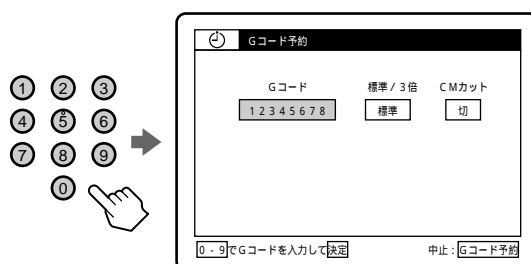 Gコード予約
Gコード 標準/3倍 CMカット
12345678 標準 切
1 2 3
4 5 6
7 8 9
0
0-9でGコードを入力して決定 中止:Gコード予約